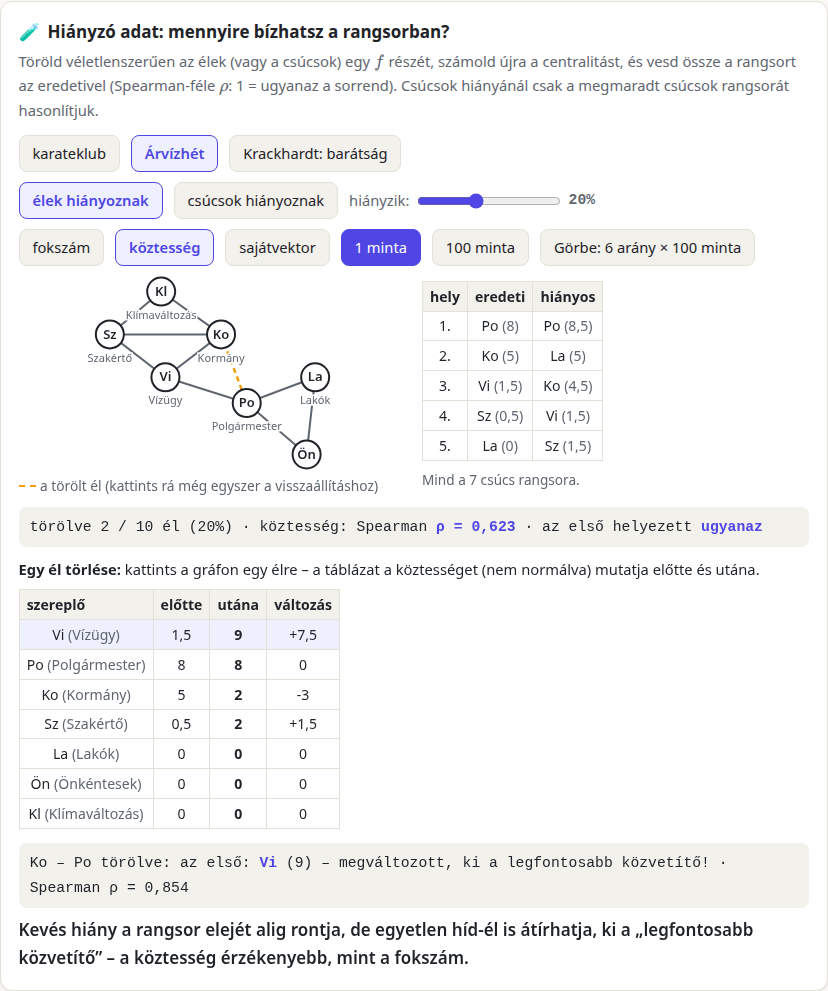 🧪 Hiányzó adat: mennyire bízhatsz a rangsorban?
Töröld véletlenszerűen az élek (vagy a csúcsok) egy f részét, számold újra a centralitást, és vesd össze a rangsort
az eredetivel (Spearman-féle ρ: 1 = ugyanaz a sorrend). Csúcsok hiányánál csak a megmaradt csúcsok rangsorát
hasonlítjuk.
karateklub Árvízhét Krackhardt: barátság
élek hiányoznak csúcsok hiányoznak hiányzik: 20%
fokszám köztesség sajátvektor 1 minta 100 minta Görbe: 6 arány × 100 minta
Kl
Klímaváltozás
Sz
Szakértő
Ko
Kormány
Vi
Vízügy
La
Lakók
Po
Polgármester
Ön
a törölt él (kattints rá még egyszer a visszaállításhoz)
hely eredeti hiányos
1. Po (8) Po (8,5)
2. Ko (5) La (5)
3. Vi (1,5) Ko (4,5)
4. Sz (0,5) Vi (1,5)
5. La (0) Sz (1,5)
Mind a 7 csúcs rangsora.
törölve 2 / 10 él (20%) · köztesség: Spearman ρ = 0,623 · az első helyezett ugyanaz
Egy él törlése: kattints a gráfon egy élre – a táblázat a köztességet (nem normálva) mutatja előtte és utána.
szereplő előtte utána változás
Vi (Vízügy) 1,5 9 +7,5
Po (Polgármester) 8 8 0
Ko (Kormány) 5 2 -3
Sz (Szakértő) 0,5 2 +1,5
La (Lakók) 0 0 0
Ön (Önkéntesek) 0 0 0
Kl (Klímaváltozás) 0 0 0
Ko – Po törölve: az első: Vi (9) – megváltozott, ki a legfontosabb közvetítő! ·
Spearman ρ = 0,854
Kevés hiány a rangsor elejét alig rontja, de egyetlen híd-él is átírhatja, ki a „legfontosabb
közvetítő” – a köztesség érzékenyebb, mint a fokszám.